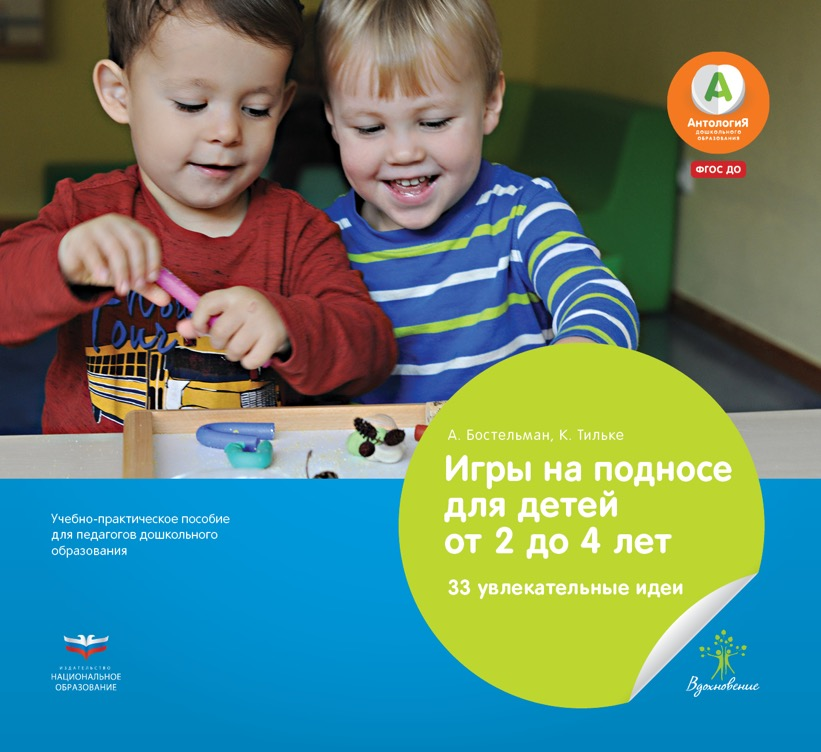 АнтологиЯ
ДОШКОЛЬНОГО
ОБРАЗОВАНИЯ
ФГОС ДО
А. Бостельман, К. Тильке
Игры на подносе
для детей
от 2 до 4 лет
33 увлекательные идеи
Учебно-практическое пособие
для педагогов дошкольного
образования
ИЗДАТЕЛЬСТВО
НАЦИОНАЛЬНОЕ
ОБРАЗОВАНИЕ
Вдохновение